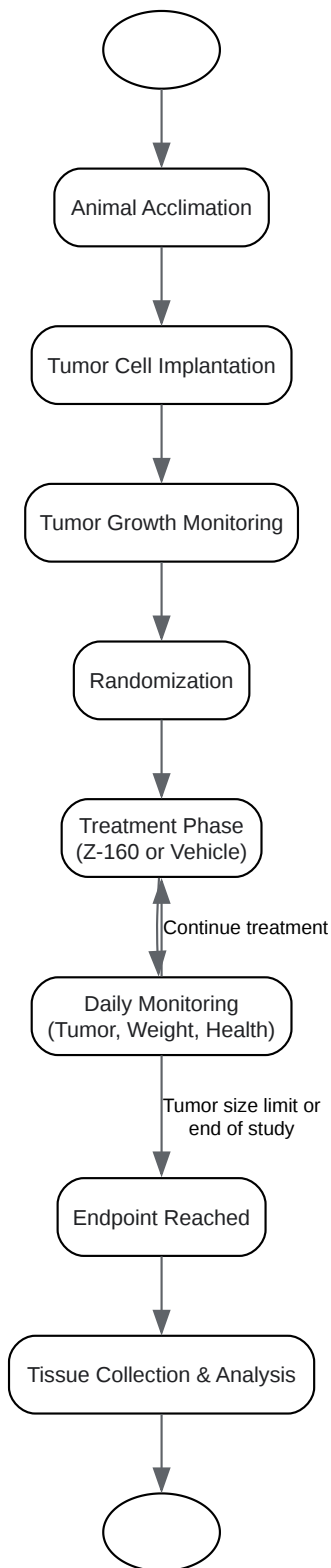 Animal Acclimation
Tumor Cell Implantation
Tumor Growth Monitoring
Randomization
Treatment Phase
(Z-160 or Vehicle)
Continue treatment
Daily Monitoring
(Tumor, Weight, Health)
Tumor size limit or
end of study
Endpoint Reached
Tissue Collection & Analysis